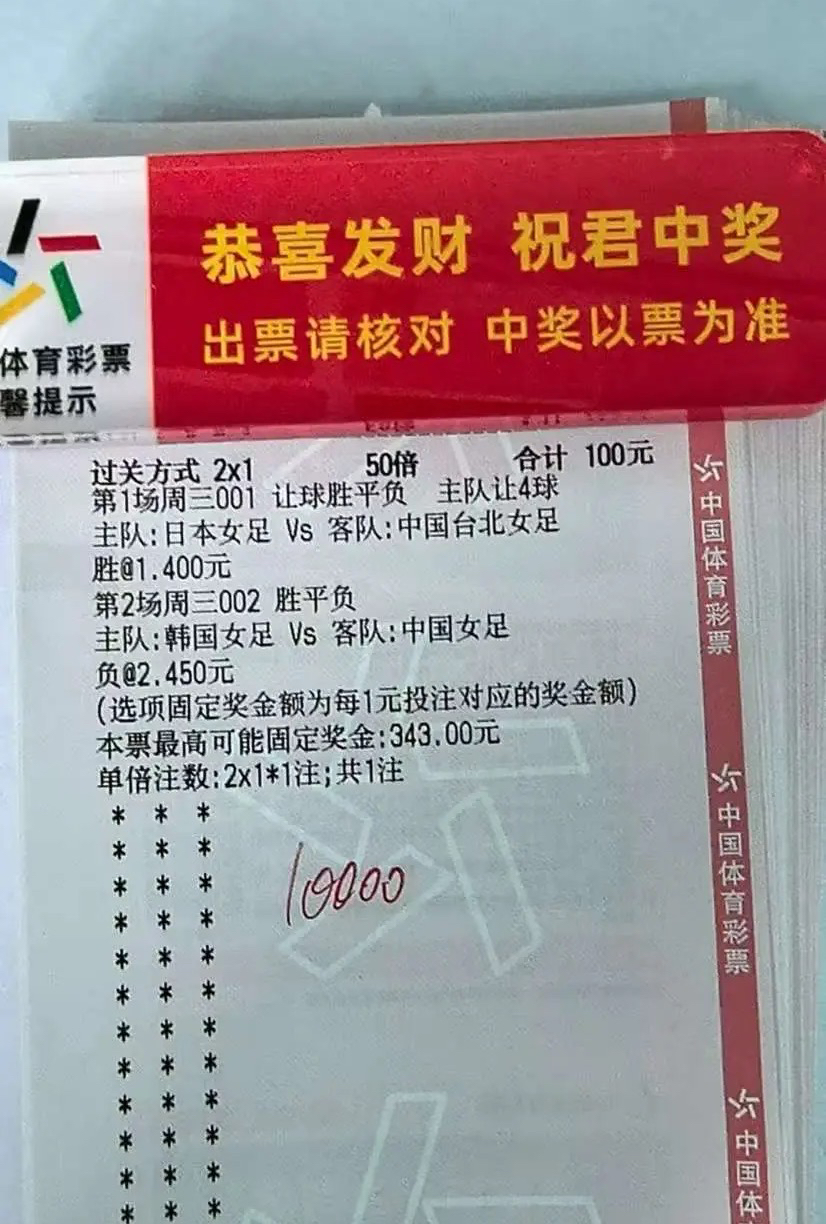 恭喜发财 祝君中奖
出票请核对 中奖以票为准
体育彩票
馨提示
过关方式 2x1 50倍 合计 100元
第1场周三001 让球胜平负 主队让4球
主队:日本女足 Vs 客队:中国台北女足
胜@1.400元
第2场周三002 胜平负
主队:韩国女足 Vs 客队:中国女足
负@2.450元
(选项固定奖金额为每1元投注对应的奖金额)
本票最高可能固定奖金:343.00元
单倍注数:2x1*1注;共1注
* * *
* * *
* * *
* * *
* * *
* * *
* * *
* * *
* * *
* * *
* * *
* * *
10000
中国体育彩票
中国体育彩票
中国体